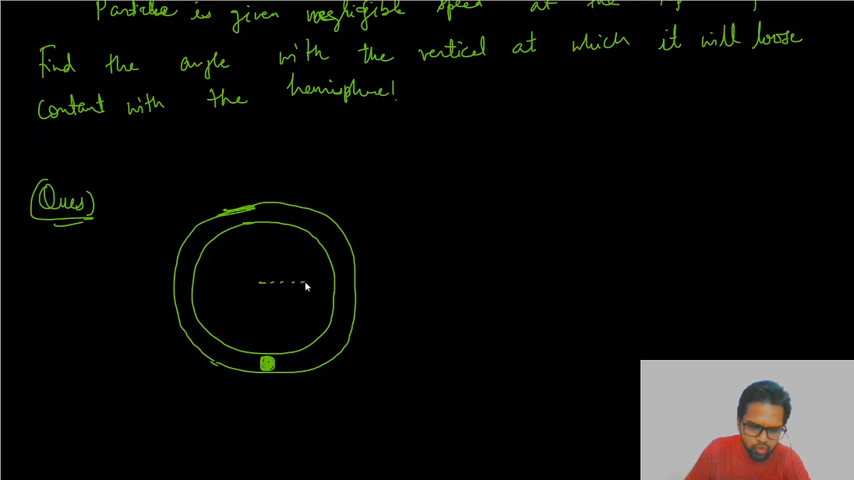 Particle is given negligible speed at the
Find the angle with the vertical at which it will loose
contant with the hemisphere!
Ques